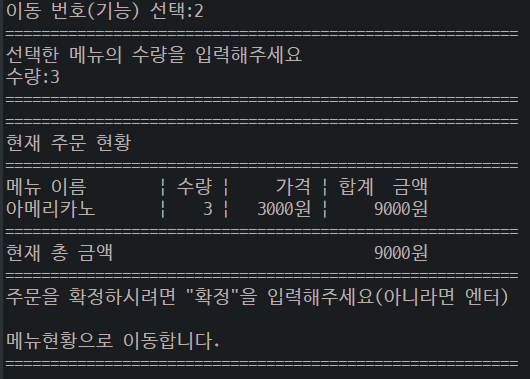 이동 번호(기능) 선택:2
=========================================================
선택한 메뉴의 수량을 입력해주세요
수량:3
=========================================================
=========================================================
현재 주문 현황
=========================================================
메뉴 이름        ¦ 수량 ¦     가격 ¦ 합계  금액
아메리카노       ¦    3 ¦   3000원 ¦     9000원
=========================================================
현재 총 금액                             9000원
=========================================================
주문을 확정하시려면 "확정"을 입력해주세요(아니라면 엔터)
메뉴현황으로 이동합니다.
=========================================================